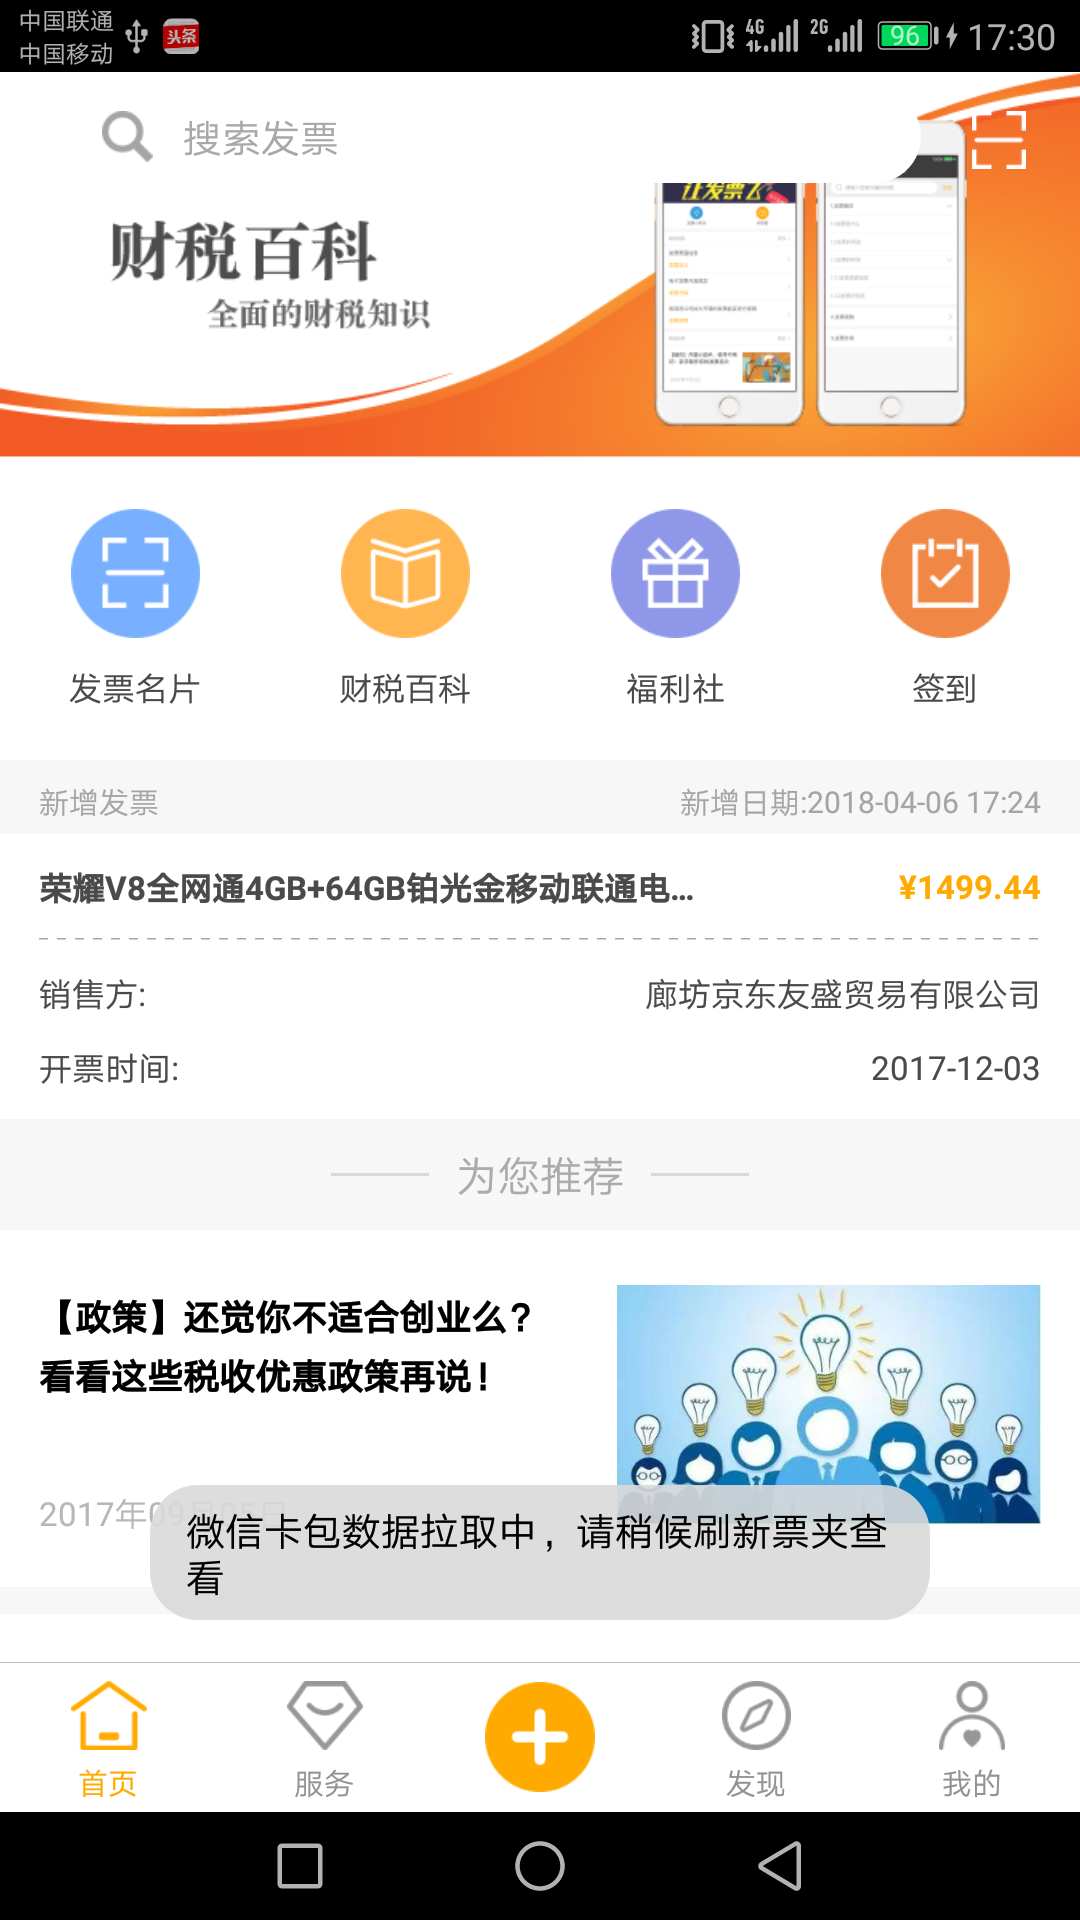 中国联通
中国移动
头条
4G
2G
96
17:30
搜索发票
让发票飞
财税百科
全面的财税知识
发票名片
财税百科
福利社
签到
新增发票
新增日期:2018-04-06 17:24
荣耀V8全网通4GB+64GB铂光金移动联通电...
¥1499.44
销售方:
廊坊京东友盛贸易有限公司
开票时间:
2017-12-03
为您推荐
【政策】还觉你不适合创业么?
看看这些税收优惠政策再说!
2017年09月05日
微信卡包数据拉取中，请稍候刷新票夹查
看
首页
服务
发现
我的